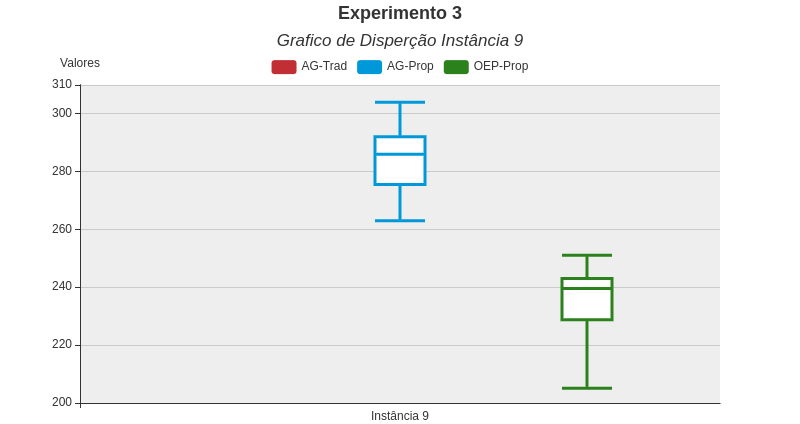 Experimento 3
Grafico de Disperção Instância 9
Valores
AG-Trad AG-Prop OEP-Prop
310
300
280
260
240
220
200
Instância 9